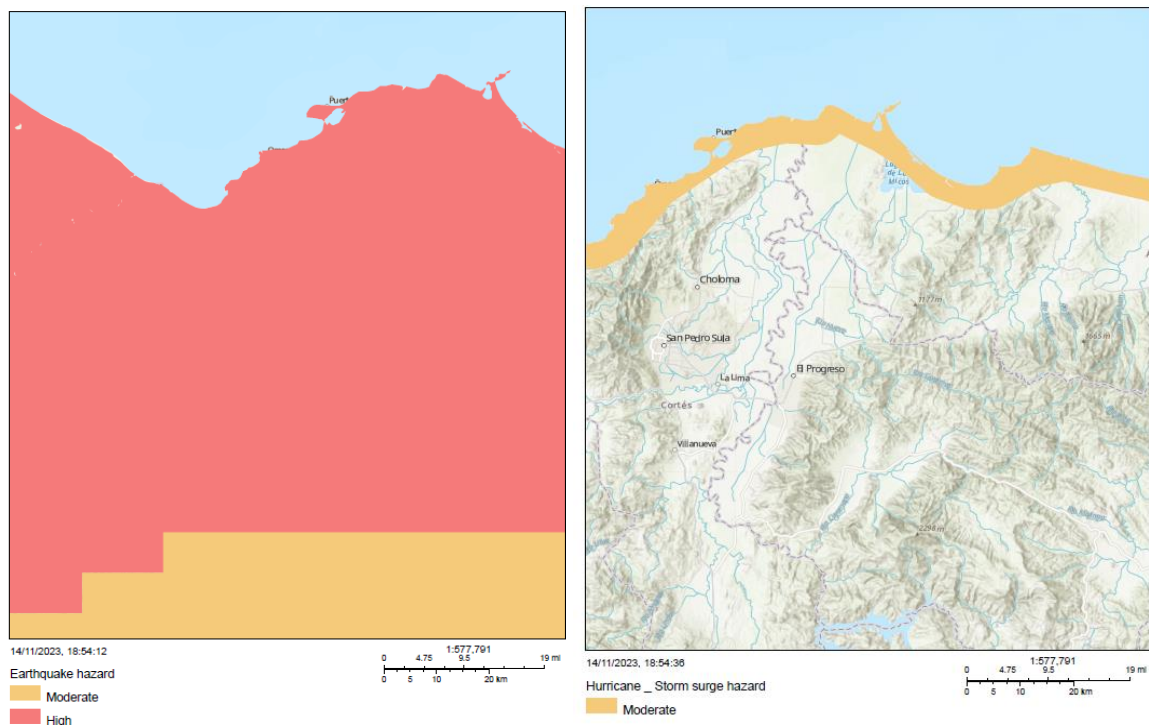 Puert
14/11/2023, 18:54:12
Earthquake hazard
Moderate
High
1:577,791
0 4.75 9.5 19 mi
0 5 10 20 km
Puert
Choloma
1177m
San Pedro Sula
1665m
La Lima
El Progreso
Cortés
Villanueva
2298m
14/11/2023, 18:54:36
Hurricane _ Storm surge hazard
Moderate
1:577,791
0 4.75 9.5 19 mi
0 5 10 20 km